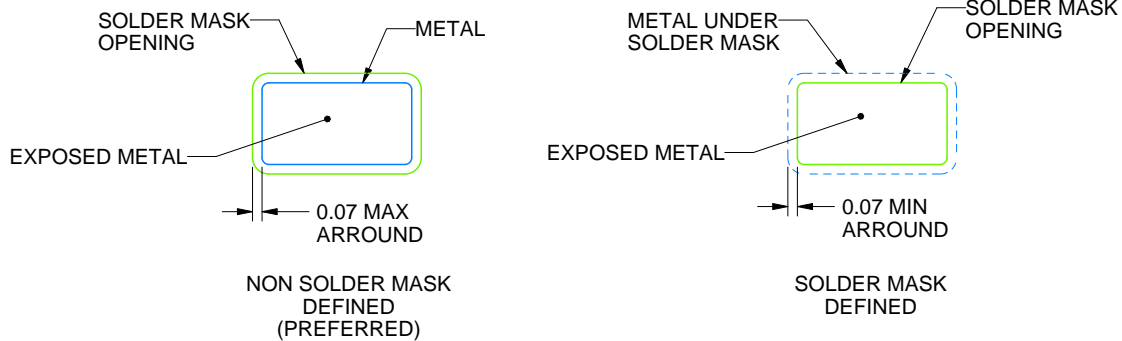 SOLDER MASK
OPENING
METAL
EXPOSED METAL
0.07 MAX
ARROUND
NON SOLDER MASK
DEFINED
(PREFERRED)
METAL UNDER
SOLDER MASK
SOLDER MASK
OPENING
EXPOSED METAL
0.07 MIN
ARROUND
SOLDER MASK
DEFINED